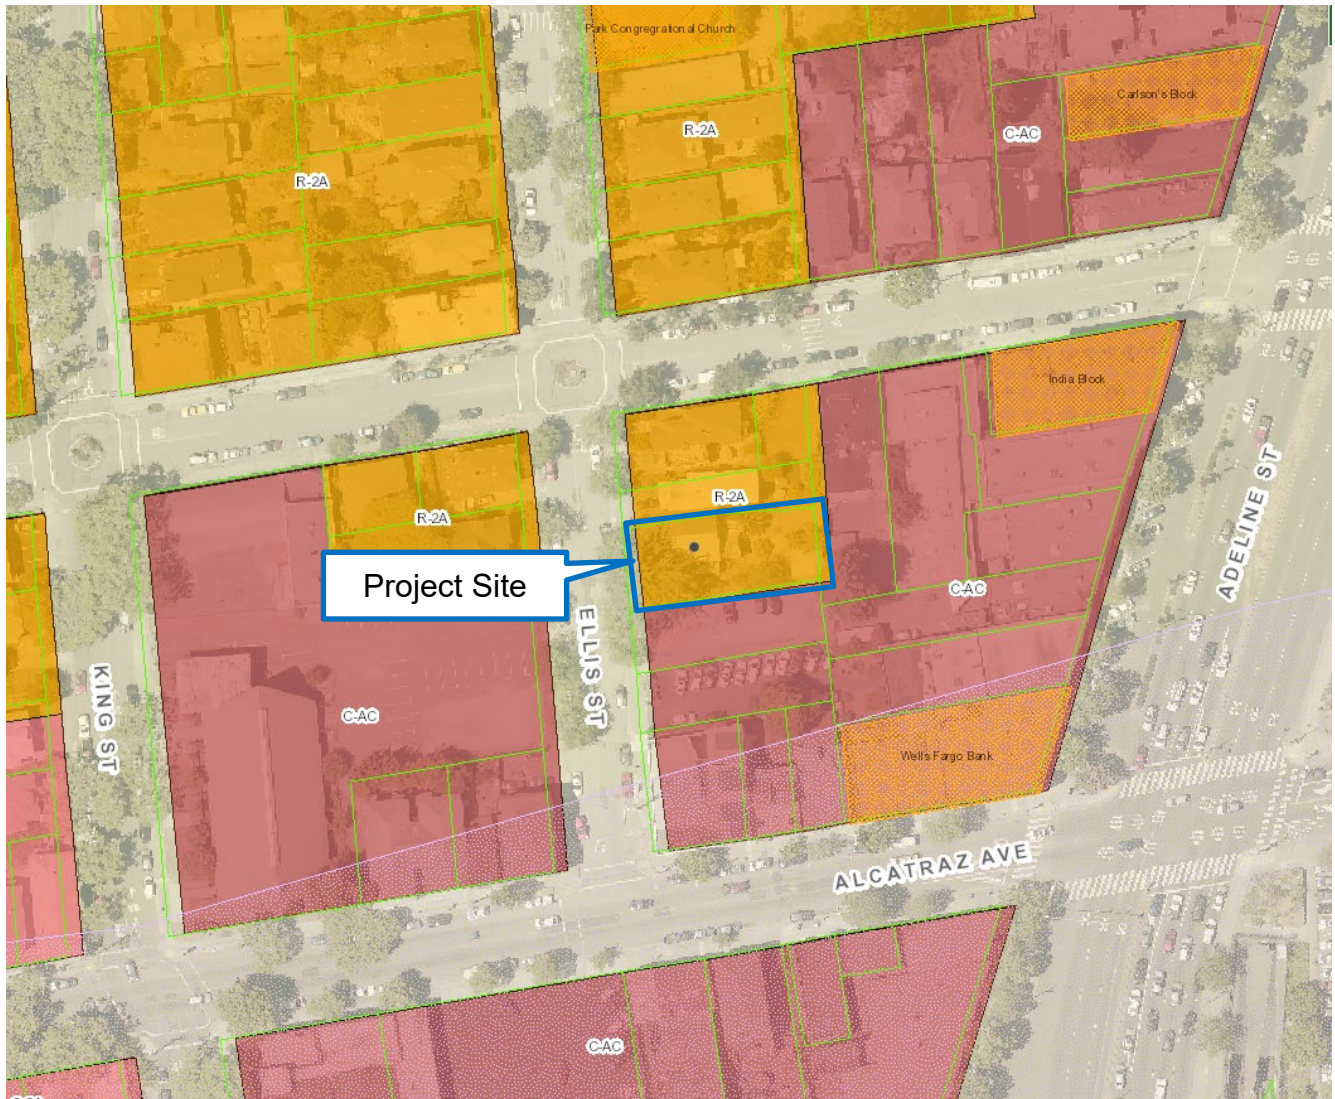 Park Congregrational Church
Carlson's Block
R-2A
C-AC
R-2A
India Block
R-2A
R-2A
ADELINE ST
Project Site
C-AC
ELLIS ST
KING ST
C-AC
Wells Fargo Bank
ALCATRAZ AVE
C-AC